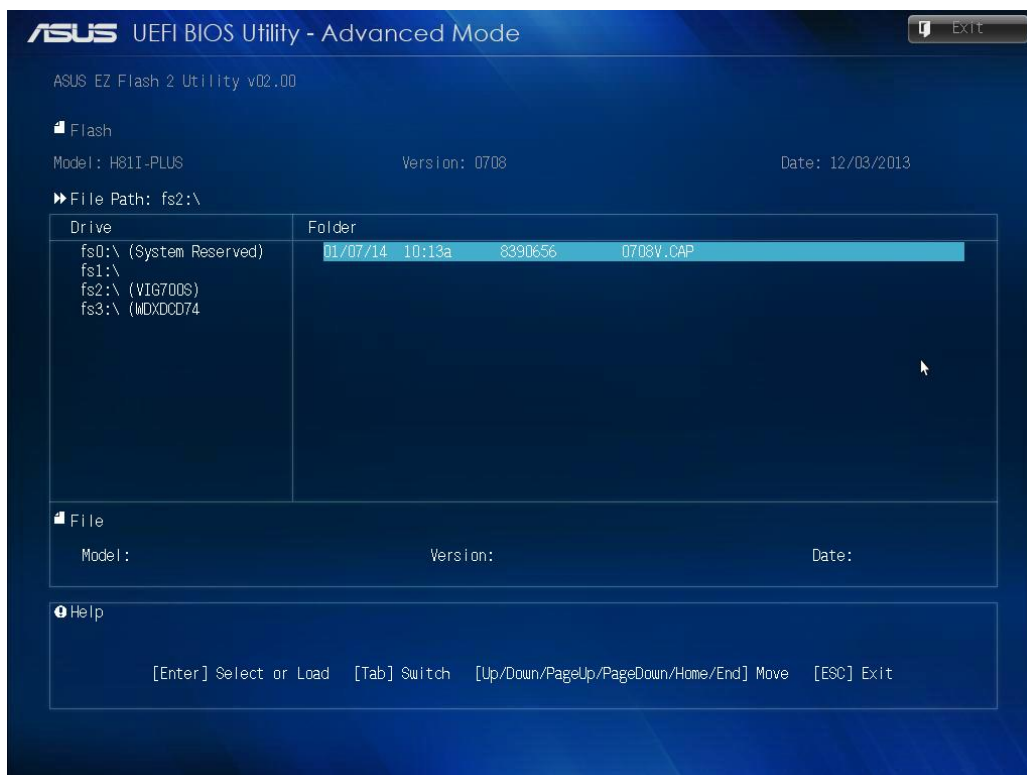 ASUS UEFI BIOS Utility - Advanced Mode Exit
ASUS EZ Flash 2 Utility v02.00
Flash
Model: H81I-PLUS Version: 0708 Date: 12/03/2013
File Path: fs2:\
Drive Folder
fs0:\ (System Reserved) 01/07/14 10:13a 8390656 0708V.CAP
fs1:\
fs2:\ (VIG700S)
fs3:\ (WDXDCD74
File
Model: Version: Date:
Help
[Enter] Select or Load [Tab] Switch [Up/Down/PageUp/PageDown/Home/End] Move [ESC] Exit